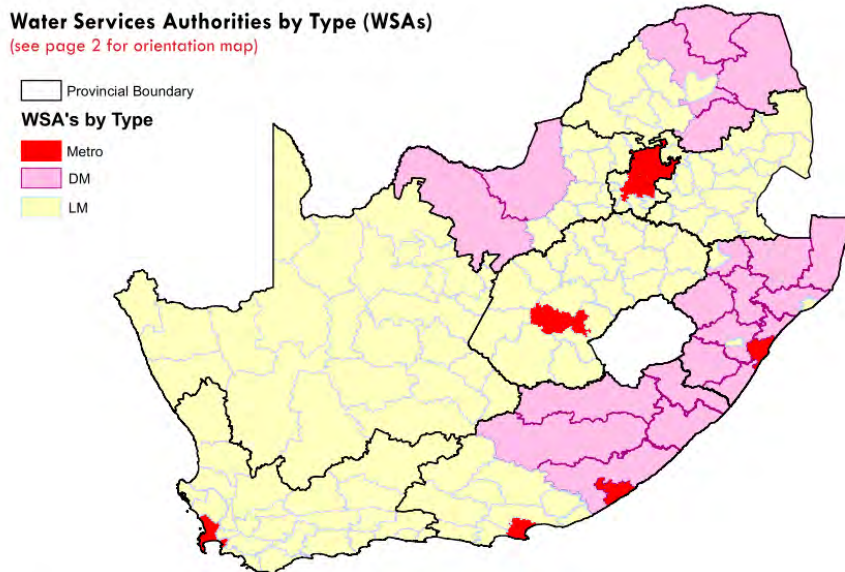 Water Services Authorities by Type (WSAs)
(see page 2 for orientation map)
Provincial Boundary
WSA's by Type
Metro
DM
LM